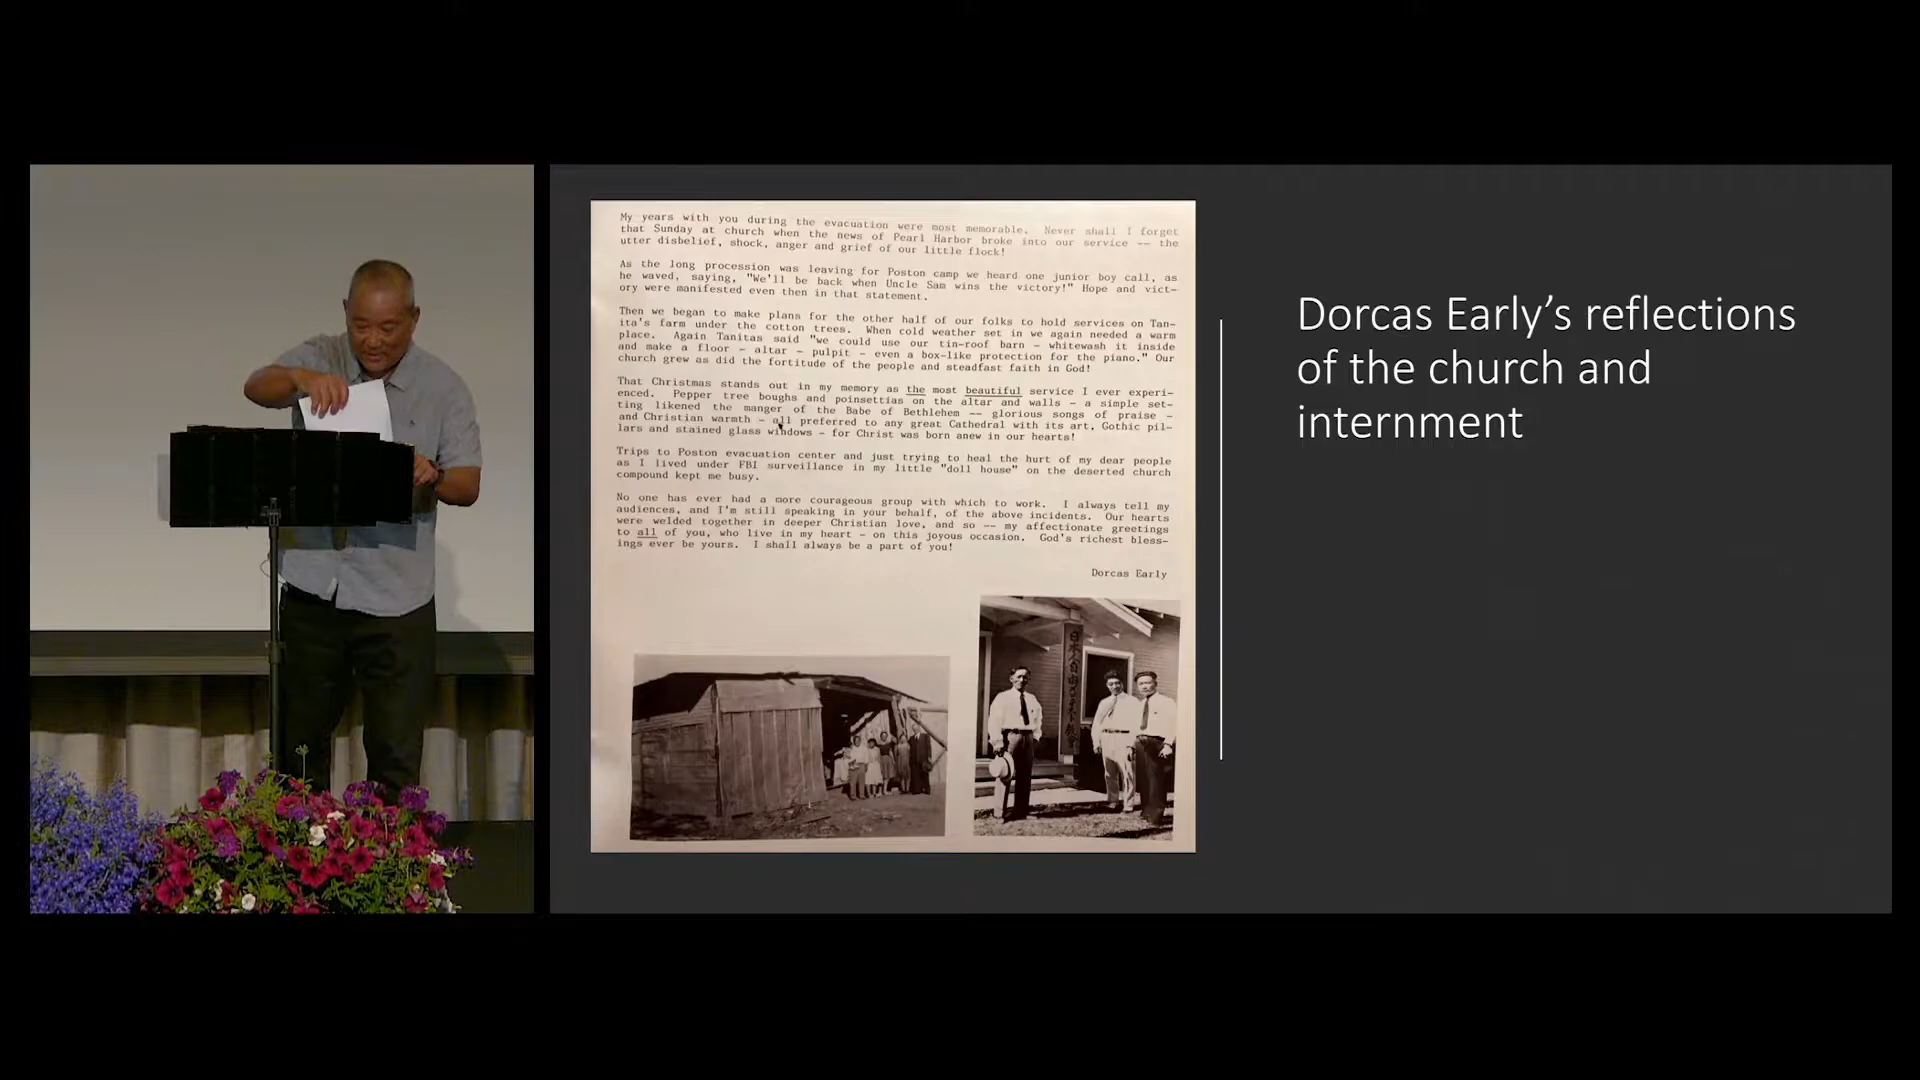 My years with you during the evacuation were most memorable. Never shall I forget
that Sunday at church when the news of Pearl Harbor broke into our service -- the
utter disbelief, shock, anger and grief of our little flock!
As the long procession was leaving for Poston camp we heard one junior boy call, as
he waved, saying, "We'll be back when Uncle Sam wins the victory!" Hope and vict-
ory were manifested even then in that statement.
Then we began to make plans for the other half of our folks to hold services on Tan-
ita's farm under the cotton trees. When cold weather set in we again needed a warm
place. Again Tanitas said "we could use our tin-roof barn - whitewash it inside
and make a floor - altar - pulpit - even a box-like protection for the piano." Our
church grew as did the fortitude of the people and steadfast faith in God!
That Christmas stands out in my memory as the most beautiful service I ever experi-
enced. Pepper tree boughs and poinsettias on the altar and walls - a simple set-
ting likened the manger of the Babe of Bethlehem -- glorious songs of praise -
and Christian warmth - all preferred to any great Cathedral with its art, Gothic pil-
lars and stained glass windows - for Christ was born anew in our hearts!
Trips to Poston evacuation center and just trying to heal the hurt of my dear people
as I lived under FBI surveillance in my little "doll house" on the deserted church
compound kept me busy.
No one has ever had a more courageous group with which to work. I always tell my
audiences, and I'm still speaking in your behalf, of the above incidents. Our hearts
were welded together in deeper Christian love, and so -- my affectionate greetings
to all of you, who live in my heart - on this joyous occasion. God's richest bless-
ings ever be yours. I shall always be a part of you!
Dorcas Early
日本人自由メソヂスト教會
Dorcas Early's reflections
of the church and
internment